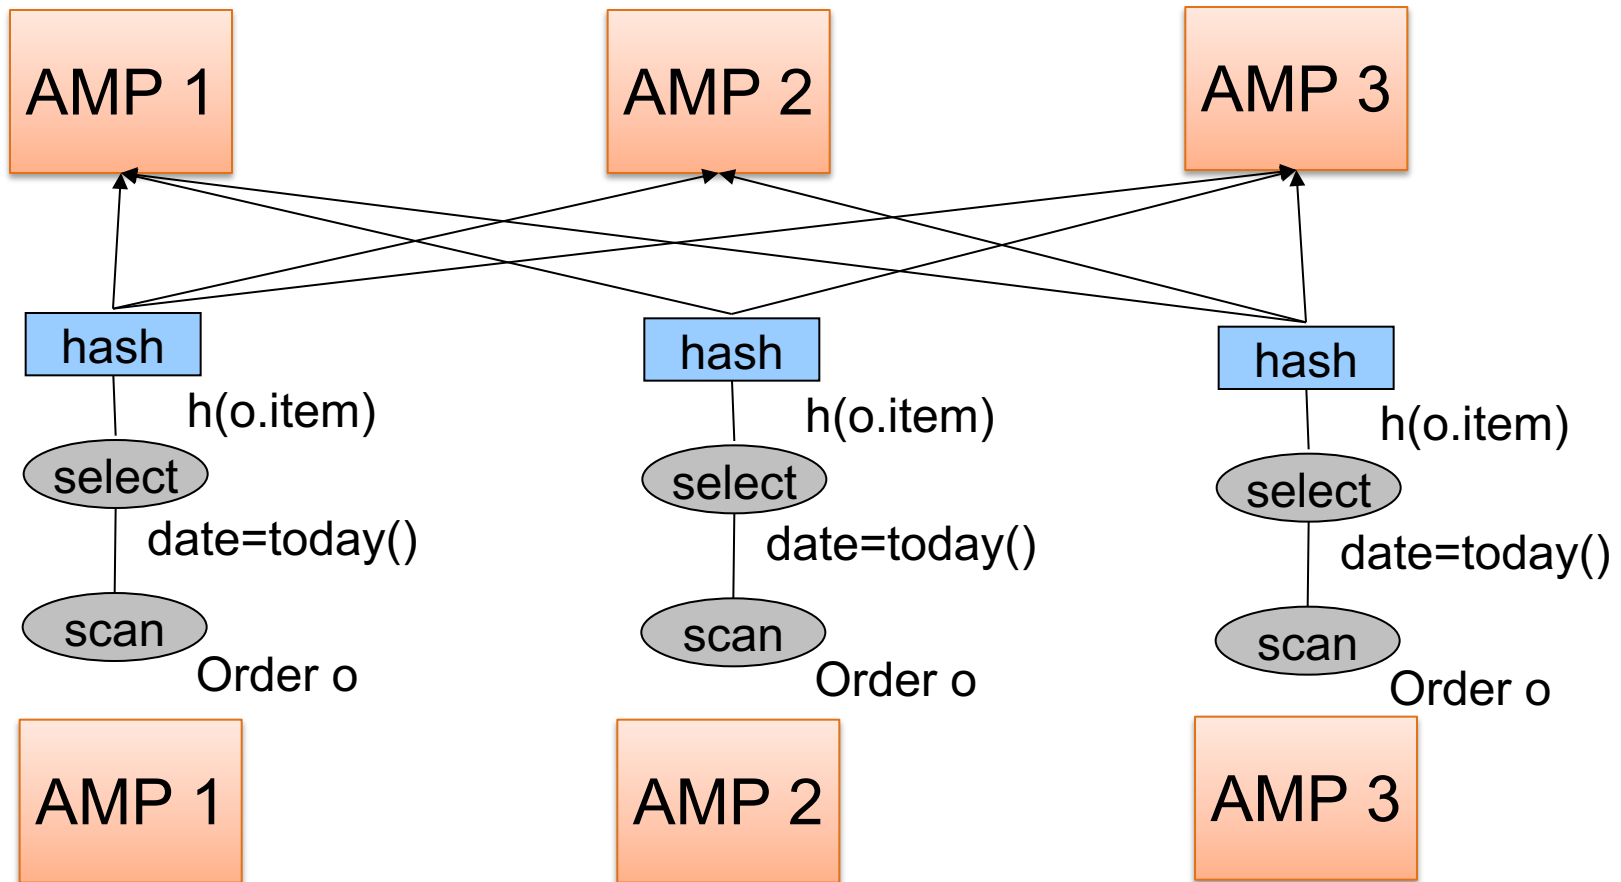 AMP 1
AMP 2
AMP 3
hash
hash
hash
h(o.item)
h(o.item)
h(o.item)
select
select
select
date=today()
date=today()
date=today()
scan
scan
scan
Order o
Order o
Order o
AMP 1
AMP 2
AMP 3